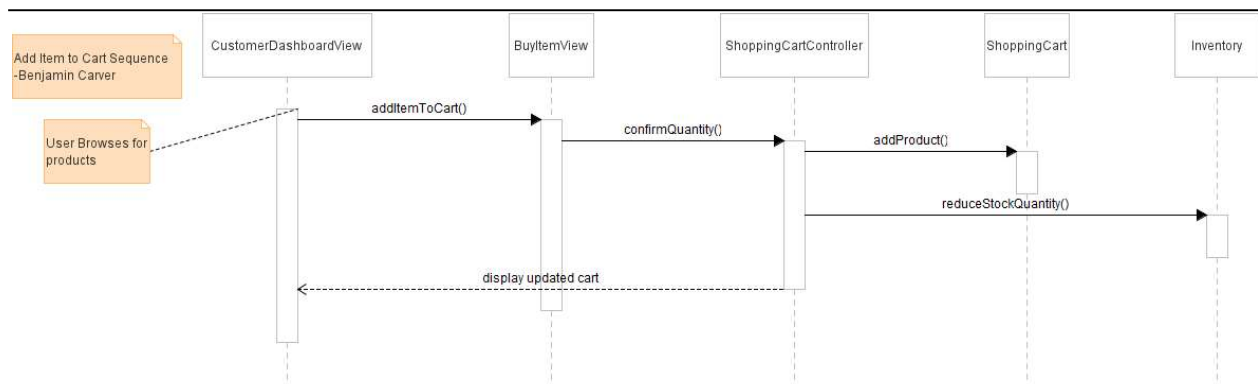 CustomerDashboardView
BuyItemView
ShoppingCartController
ShoppingCart
Inventory
Add Item to Cart Sequence
-Benjamin Carver
addItemToCart()
User Browses for
products
confirmQuantity()
addProduct()
reduceStockQuantity()
display updated cart